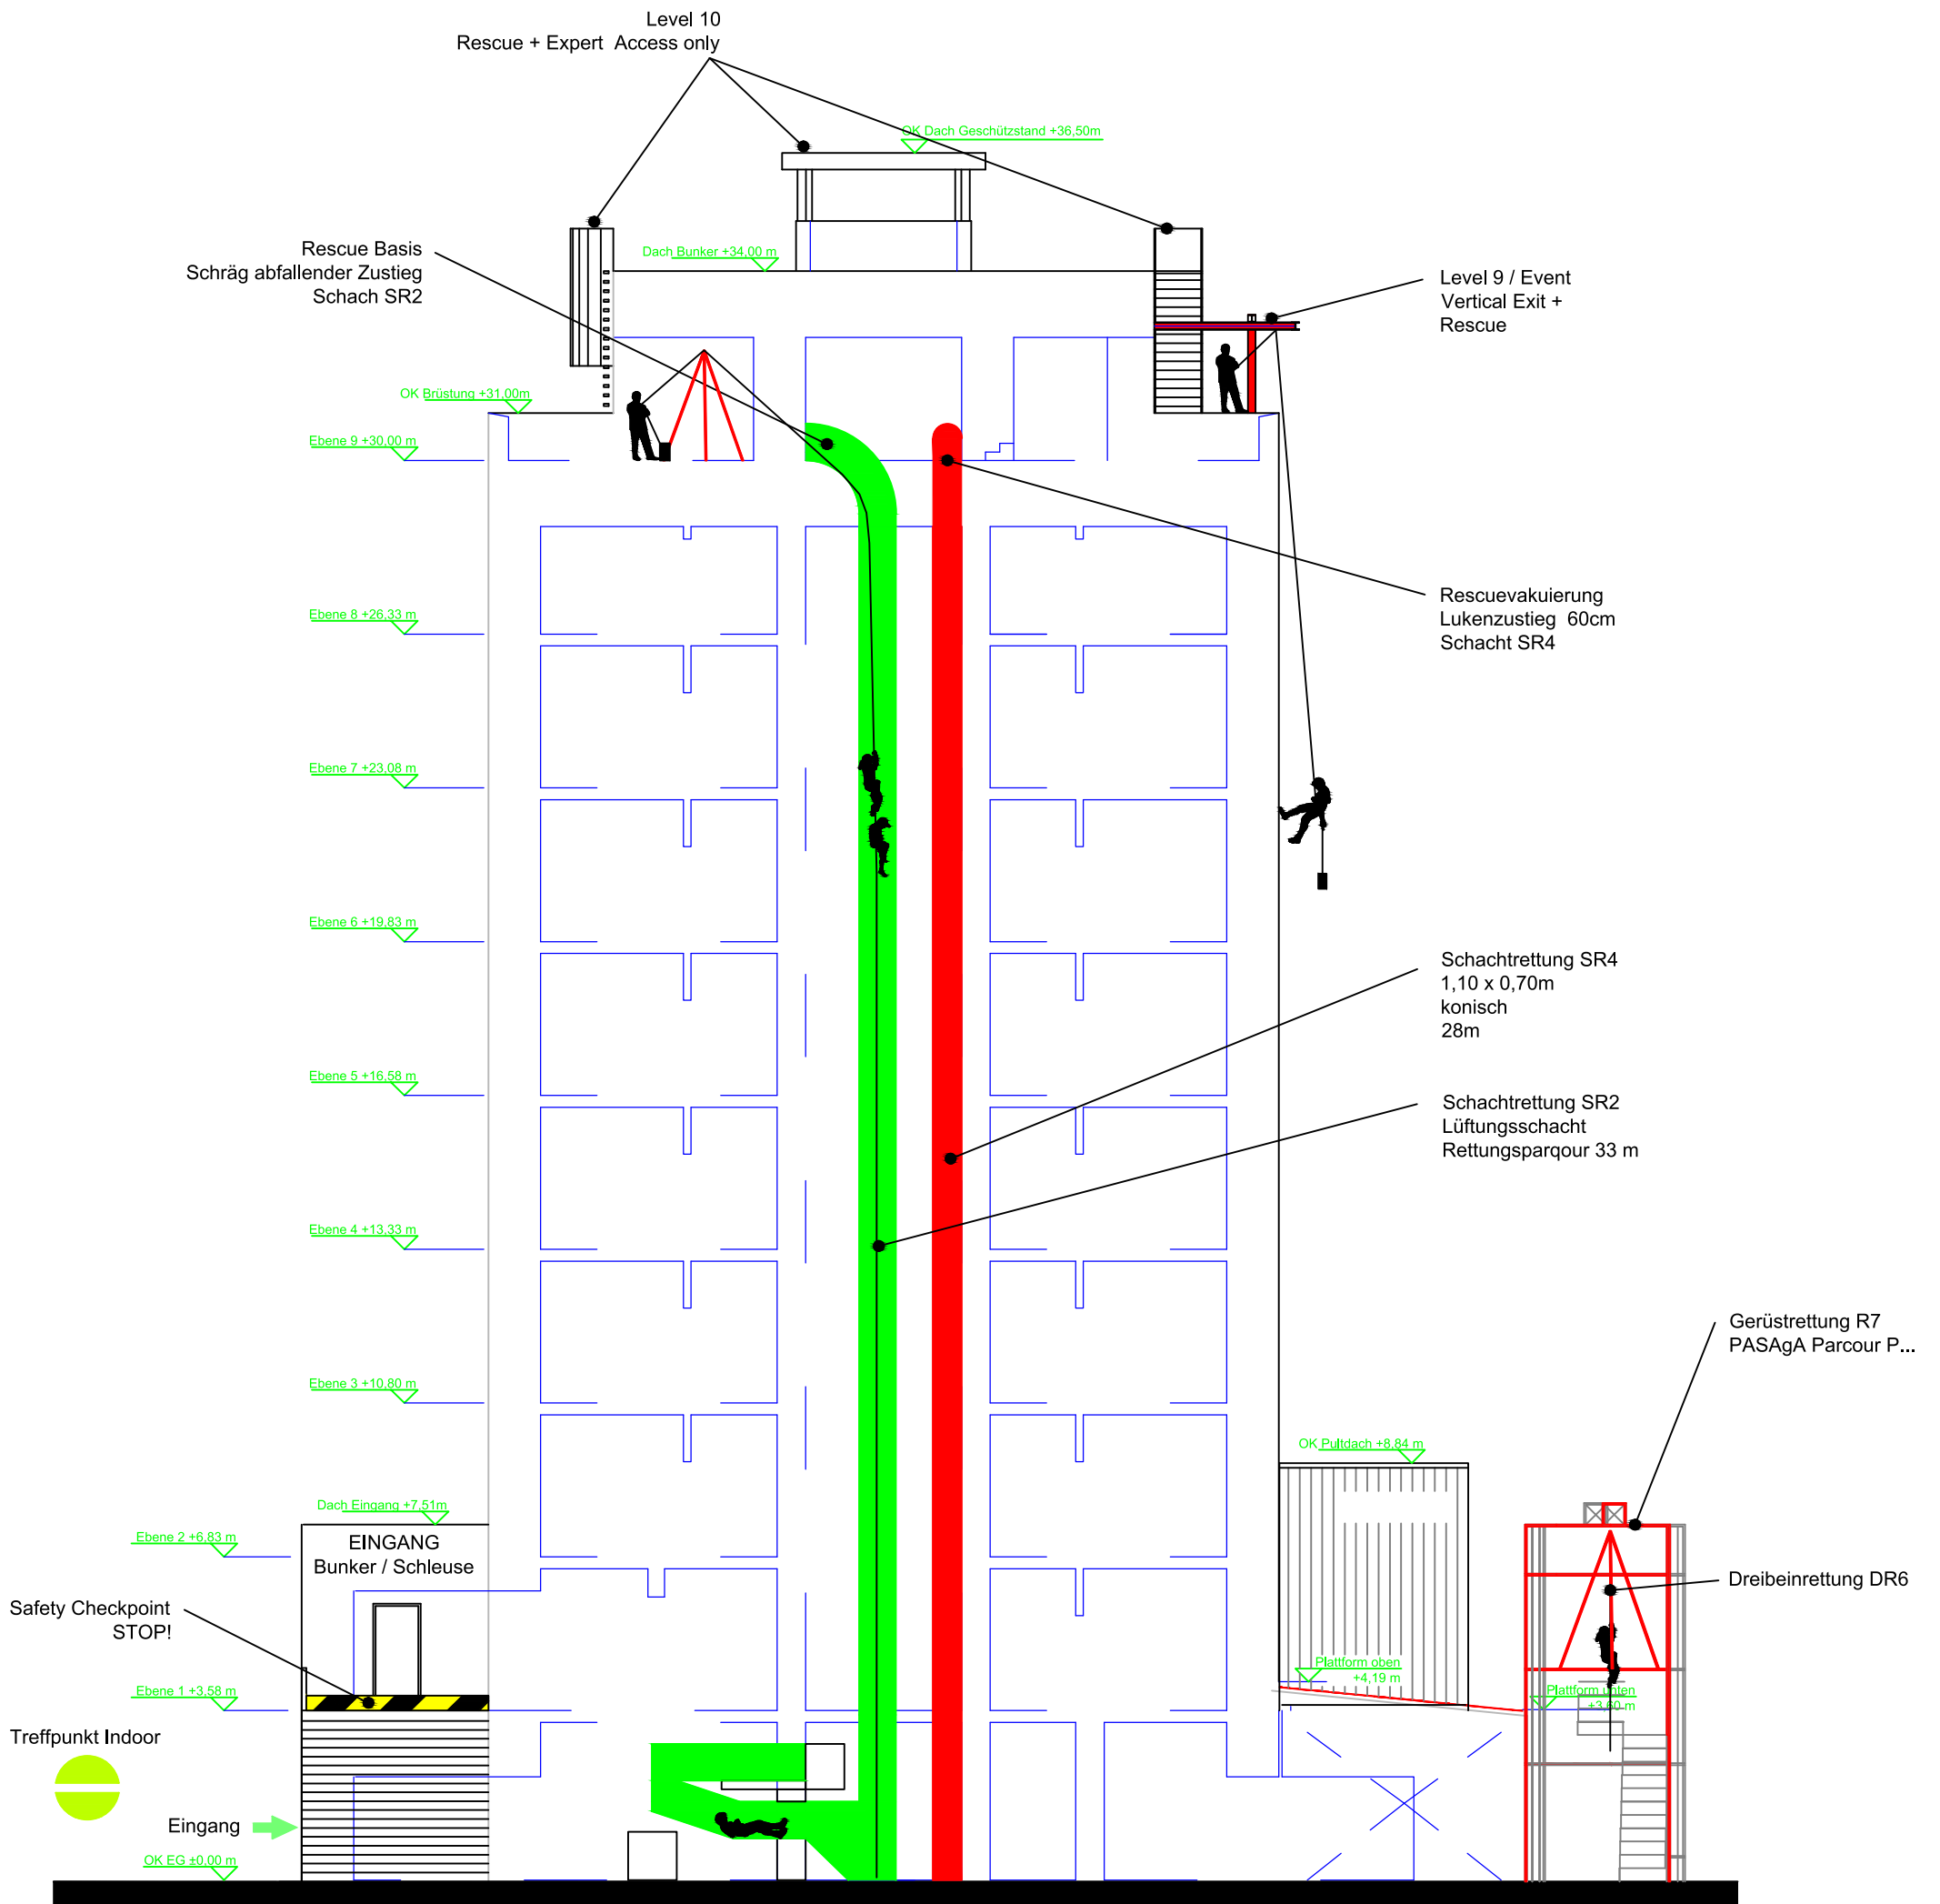 Level 10
Rescue + Expert Access only
OK Dach Geschützstand +36,50m
Dach Bunker +34,00 m
Rescue Basis
Schräg abfallender Zustieg
Schach SR2
Level 9 / Event
Vertical Exit +
Rescue
OK Brüstung +31,00m
Ebene 9 +30,00 m
Rescuevakuierung
Lukenzustieg 60cm
Schacht SR4
Ebene 8 +26,33 m
Ebene 7 +23,08 m
Ebene 6 +19,83 m
Schachtrettung SR4
1,10 x 0,70m
konisch
28m
Ebene 5 +16,58 m
Schachtrettung SR2
Lüftungsschacht
Rettungsparqour 33 m
Ebene 4 +13,33 m
Gerüstrettung R7
PASAgA Parcour P...
Ebene 3 +10,80 m
OK Pultdach +8,84 m
Dach Eingang +7,51m
Ebene 2 +6,83 m
EINGANG
Bunker / Schleuse
Dreibeinrettung DR6
Safety Checkpoint
STOP!
Plattform oben
+4,19 m
Ebene 1 +3,58 m
Plattform unten
+3,60 m
Treffpunkt Indoor
Eingang
OK EG ±0,00 m